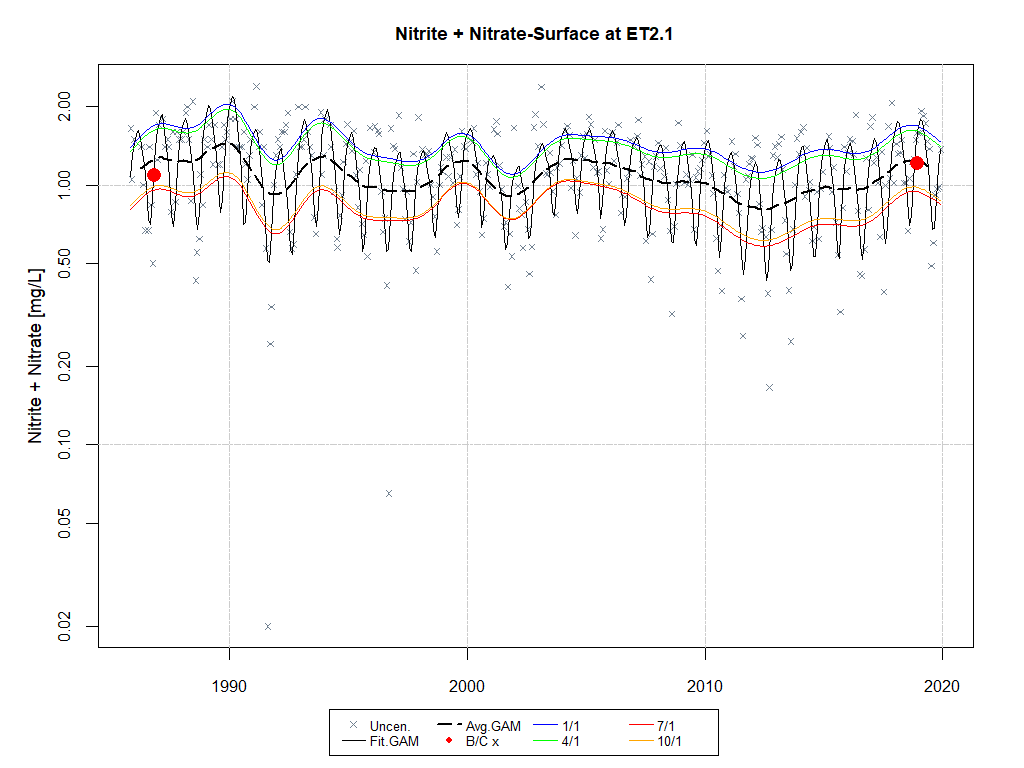 Nitrite + Nitrate-Surface at ET2.1
Nitrite + Nitrate [mg/L]
2.00
1.00
0.50
0.20
0.10
0.05
0.02
1990 2000 2010 2020
Uncen. Avg.GAM 1/1 7/1
Fit.GAM B/C x 4/1 10/1